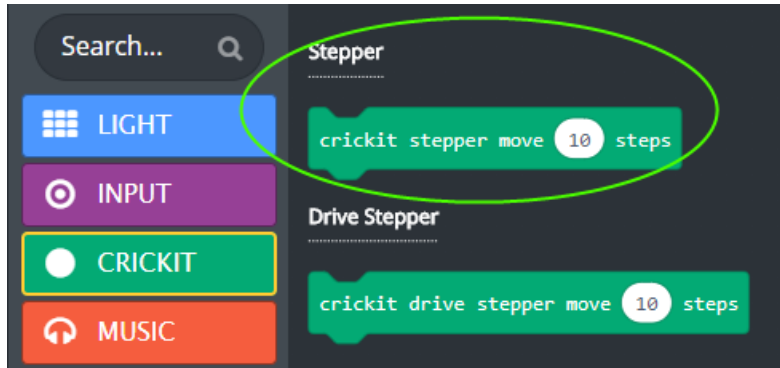 Search...
LIGHT
INPUT
CRICKIT
MUSIC
Stepper
crickit stepper move 10 steps
Drive Stepper
crickit drive stepper move 10 steps